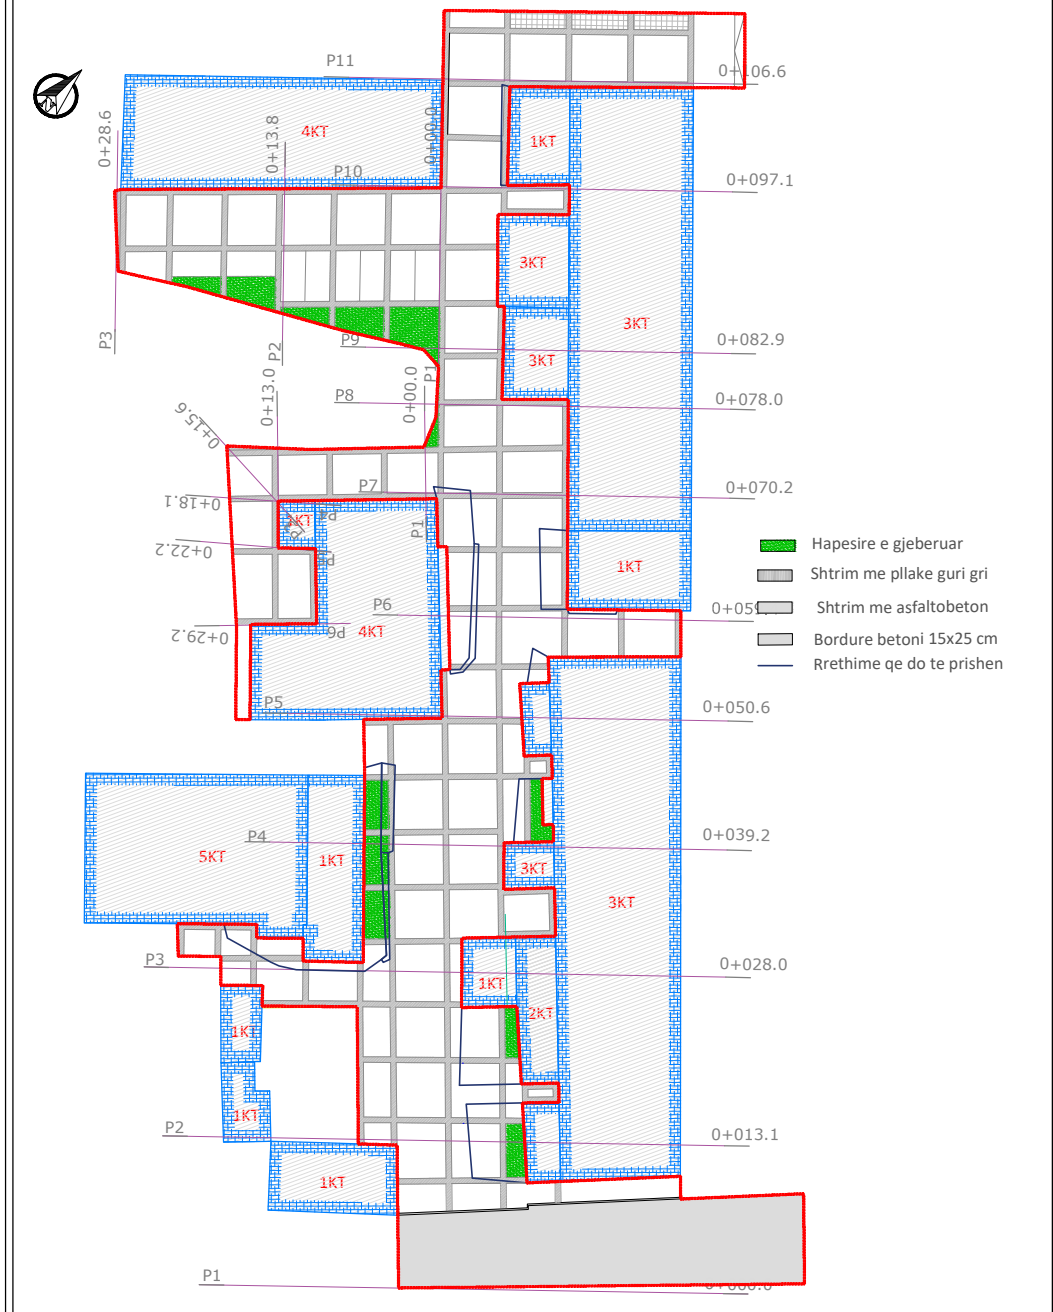 P11
0+106.6
0+28.6
0+13.8
0+00.0
4KT
1KT
P10
0+097.1
3KT
3KT
P3
P2
P9
0+082.9
3KT
P1
0+13.0
0+00.0
P8
0+078.0
0+15.6
P7
0+070.2
0+18.1
1KT
P1
0+22.2
1KT
Hapesire e gjeberuar
Shtrim me pllake guri gri
P6
Shtrim me asfaltobeton
0+29.2
P6
4KT
Bordure betoni 15x25 cm
Rrethime qe do te prishen
P5
0+050.6
P4
0+039.2
5KT
1KT
3KT
3KT
P3
0+028.0
1KT
1KT
2KT
1KT
P2
0+013.1
1KT
P1